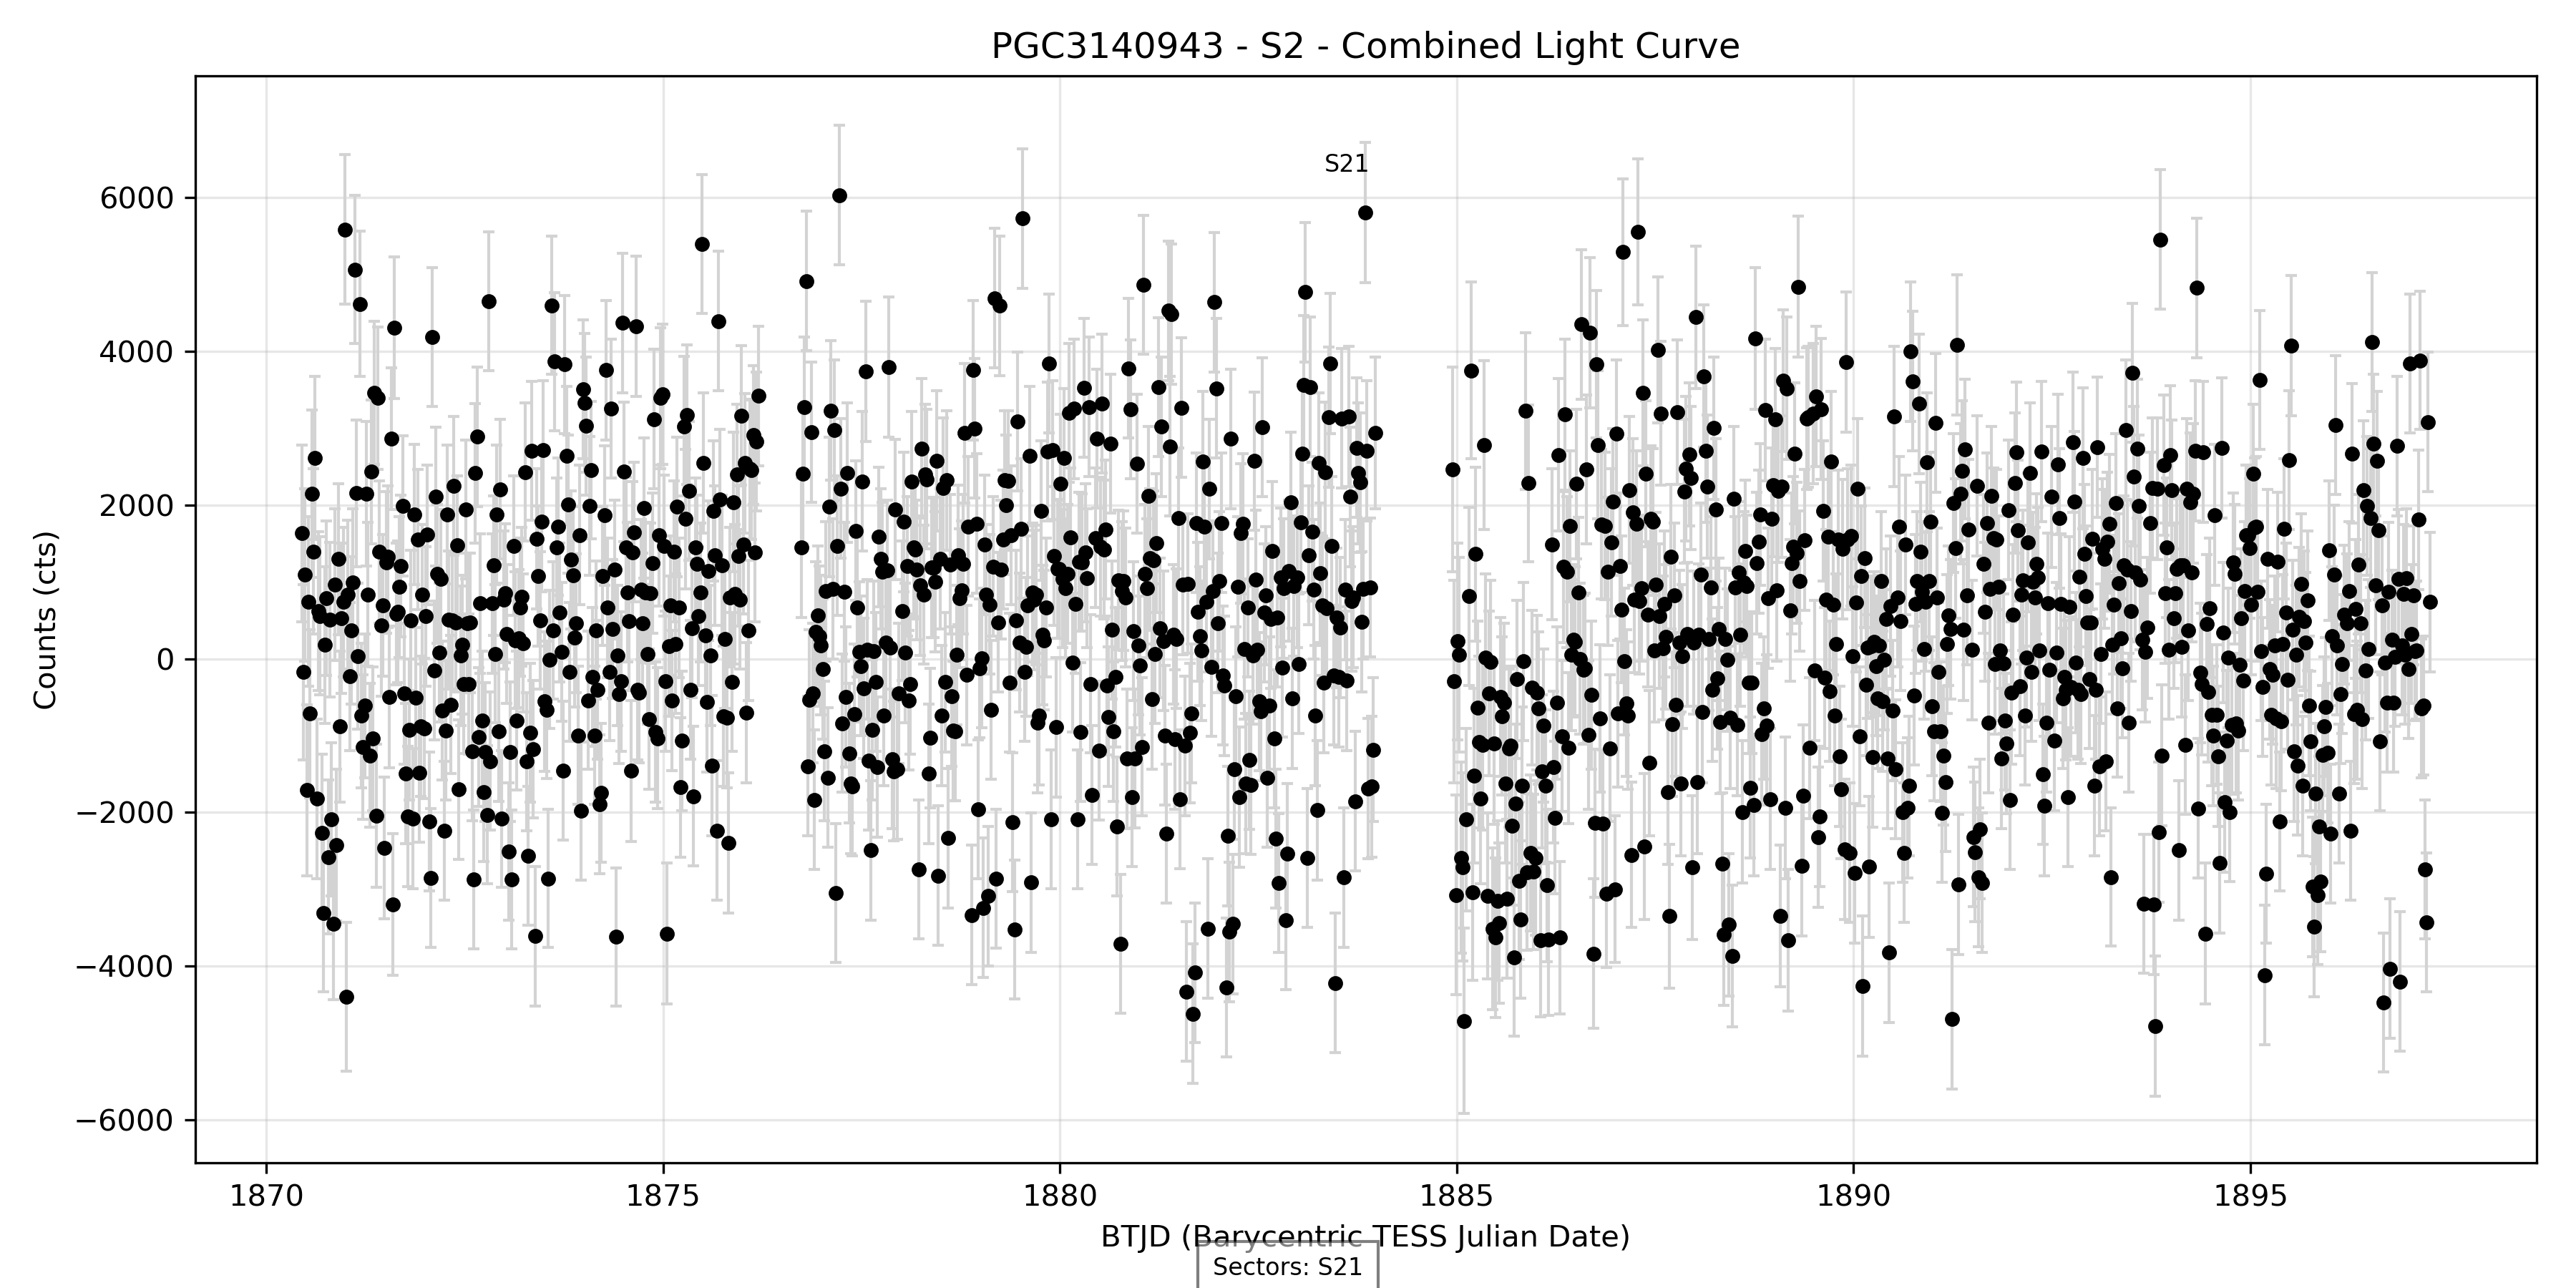 PGC3140943 - S2 - Combined Light Curve
S21
6000
4000
2000
0
−2000
−4000
−6000
Counts (cts)
1870 1875 1880 1885 1890 1895
BTJD (Barycentric TESS Julian Date)
Sectors: S21